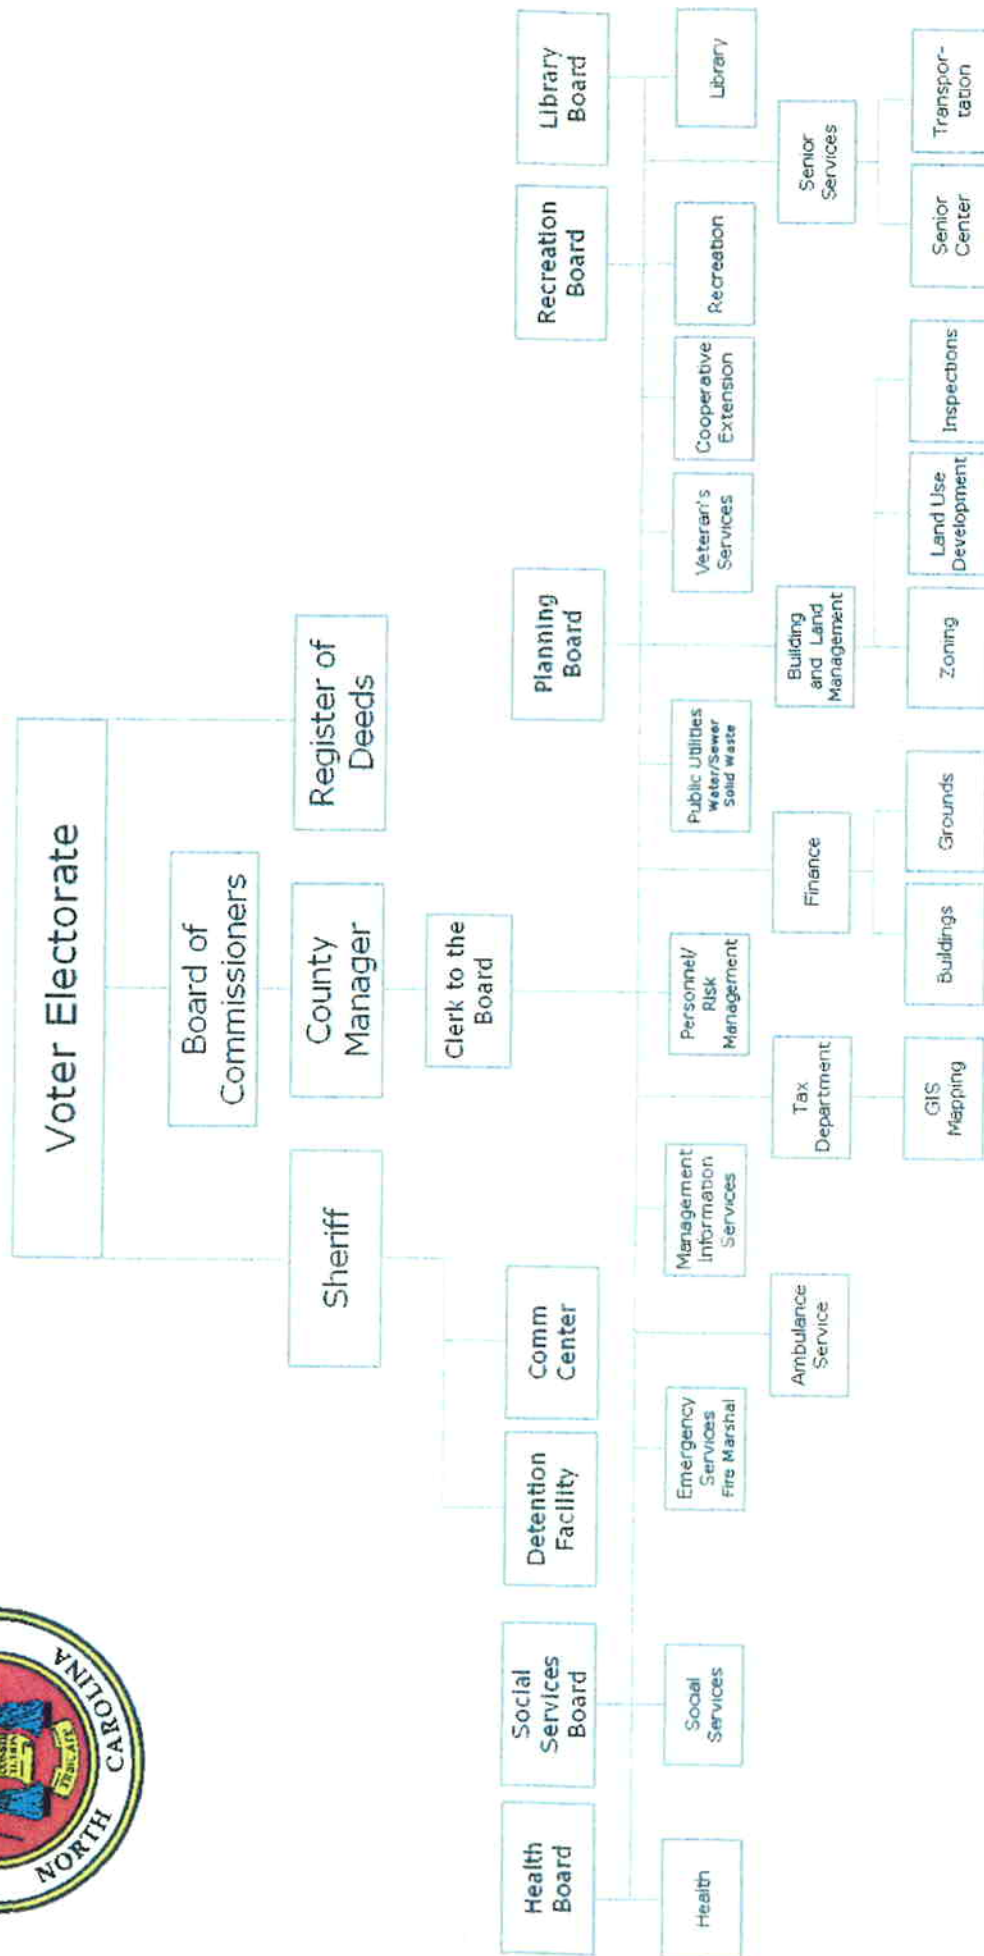 NORTH CAROLINA
Voter Electorate
Board of
Commissioners
Sheriff
County
Manager
Register of
Deeds
Clerk to the
Board
Health
Board
Social
Services
Board
Detention
Facility
Comm
Center
Planning
Board
Recreation
Board
Library
Board
Health
Social
Services
Emergency
Services
Fire Marshal
Management
Information
Services
Personnel/
Risk
Management
Public Utilities
Water/Sewer
Solid Waste
Veteran's
Services
Cooperative
Extension
Recreation
Library
Ambulance
Service
Tax
Department
Finance
Building
and Land
Management
Senior
Services
GIS
Mapping
Buildings
Grounds
Zoning
Land Use
Development
Inspections
Senior
Center
Transpor-
tation